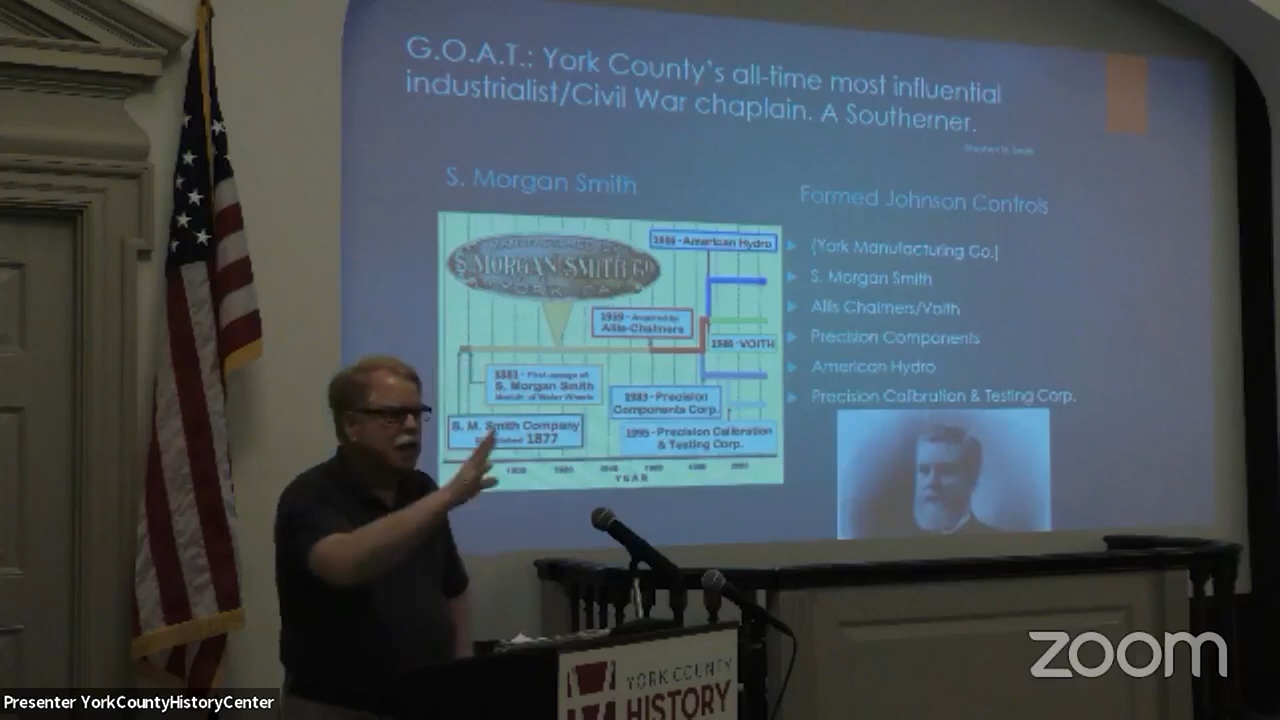 G.O.A.T.: York County's all-time most influential
industrialist/Civil War chaplain. A Southerner.
Stephen H. Smith
S. Morgan Smith
Formed Johnson Controls
[York Manufacturing Co.]
S. Morgan Smith
Allis Chalmers/Voith
Precision Components
American Hydro
Precision Calibration & Testing Corp.
S. MORGAN SMITH CO
YORK, PA
1986 - American Hydro
1959 - Acquired by
Allis-Chalmers
1986 - VOITH
S. Morgan Smith
S. M. Smith Company
1877
Precision
Components Corp.
1995 - Precision Calibration
& Testing Corp.
YEAR
YORK COUNTY
HISTORY
zoom
Presenter YorkCountyHistoryCenter